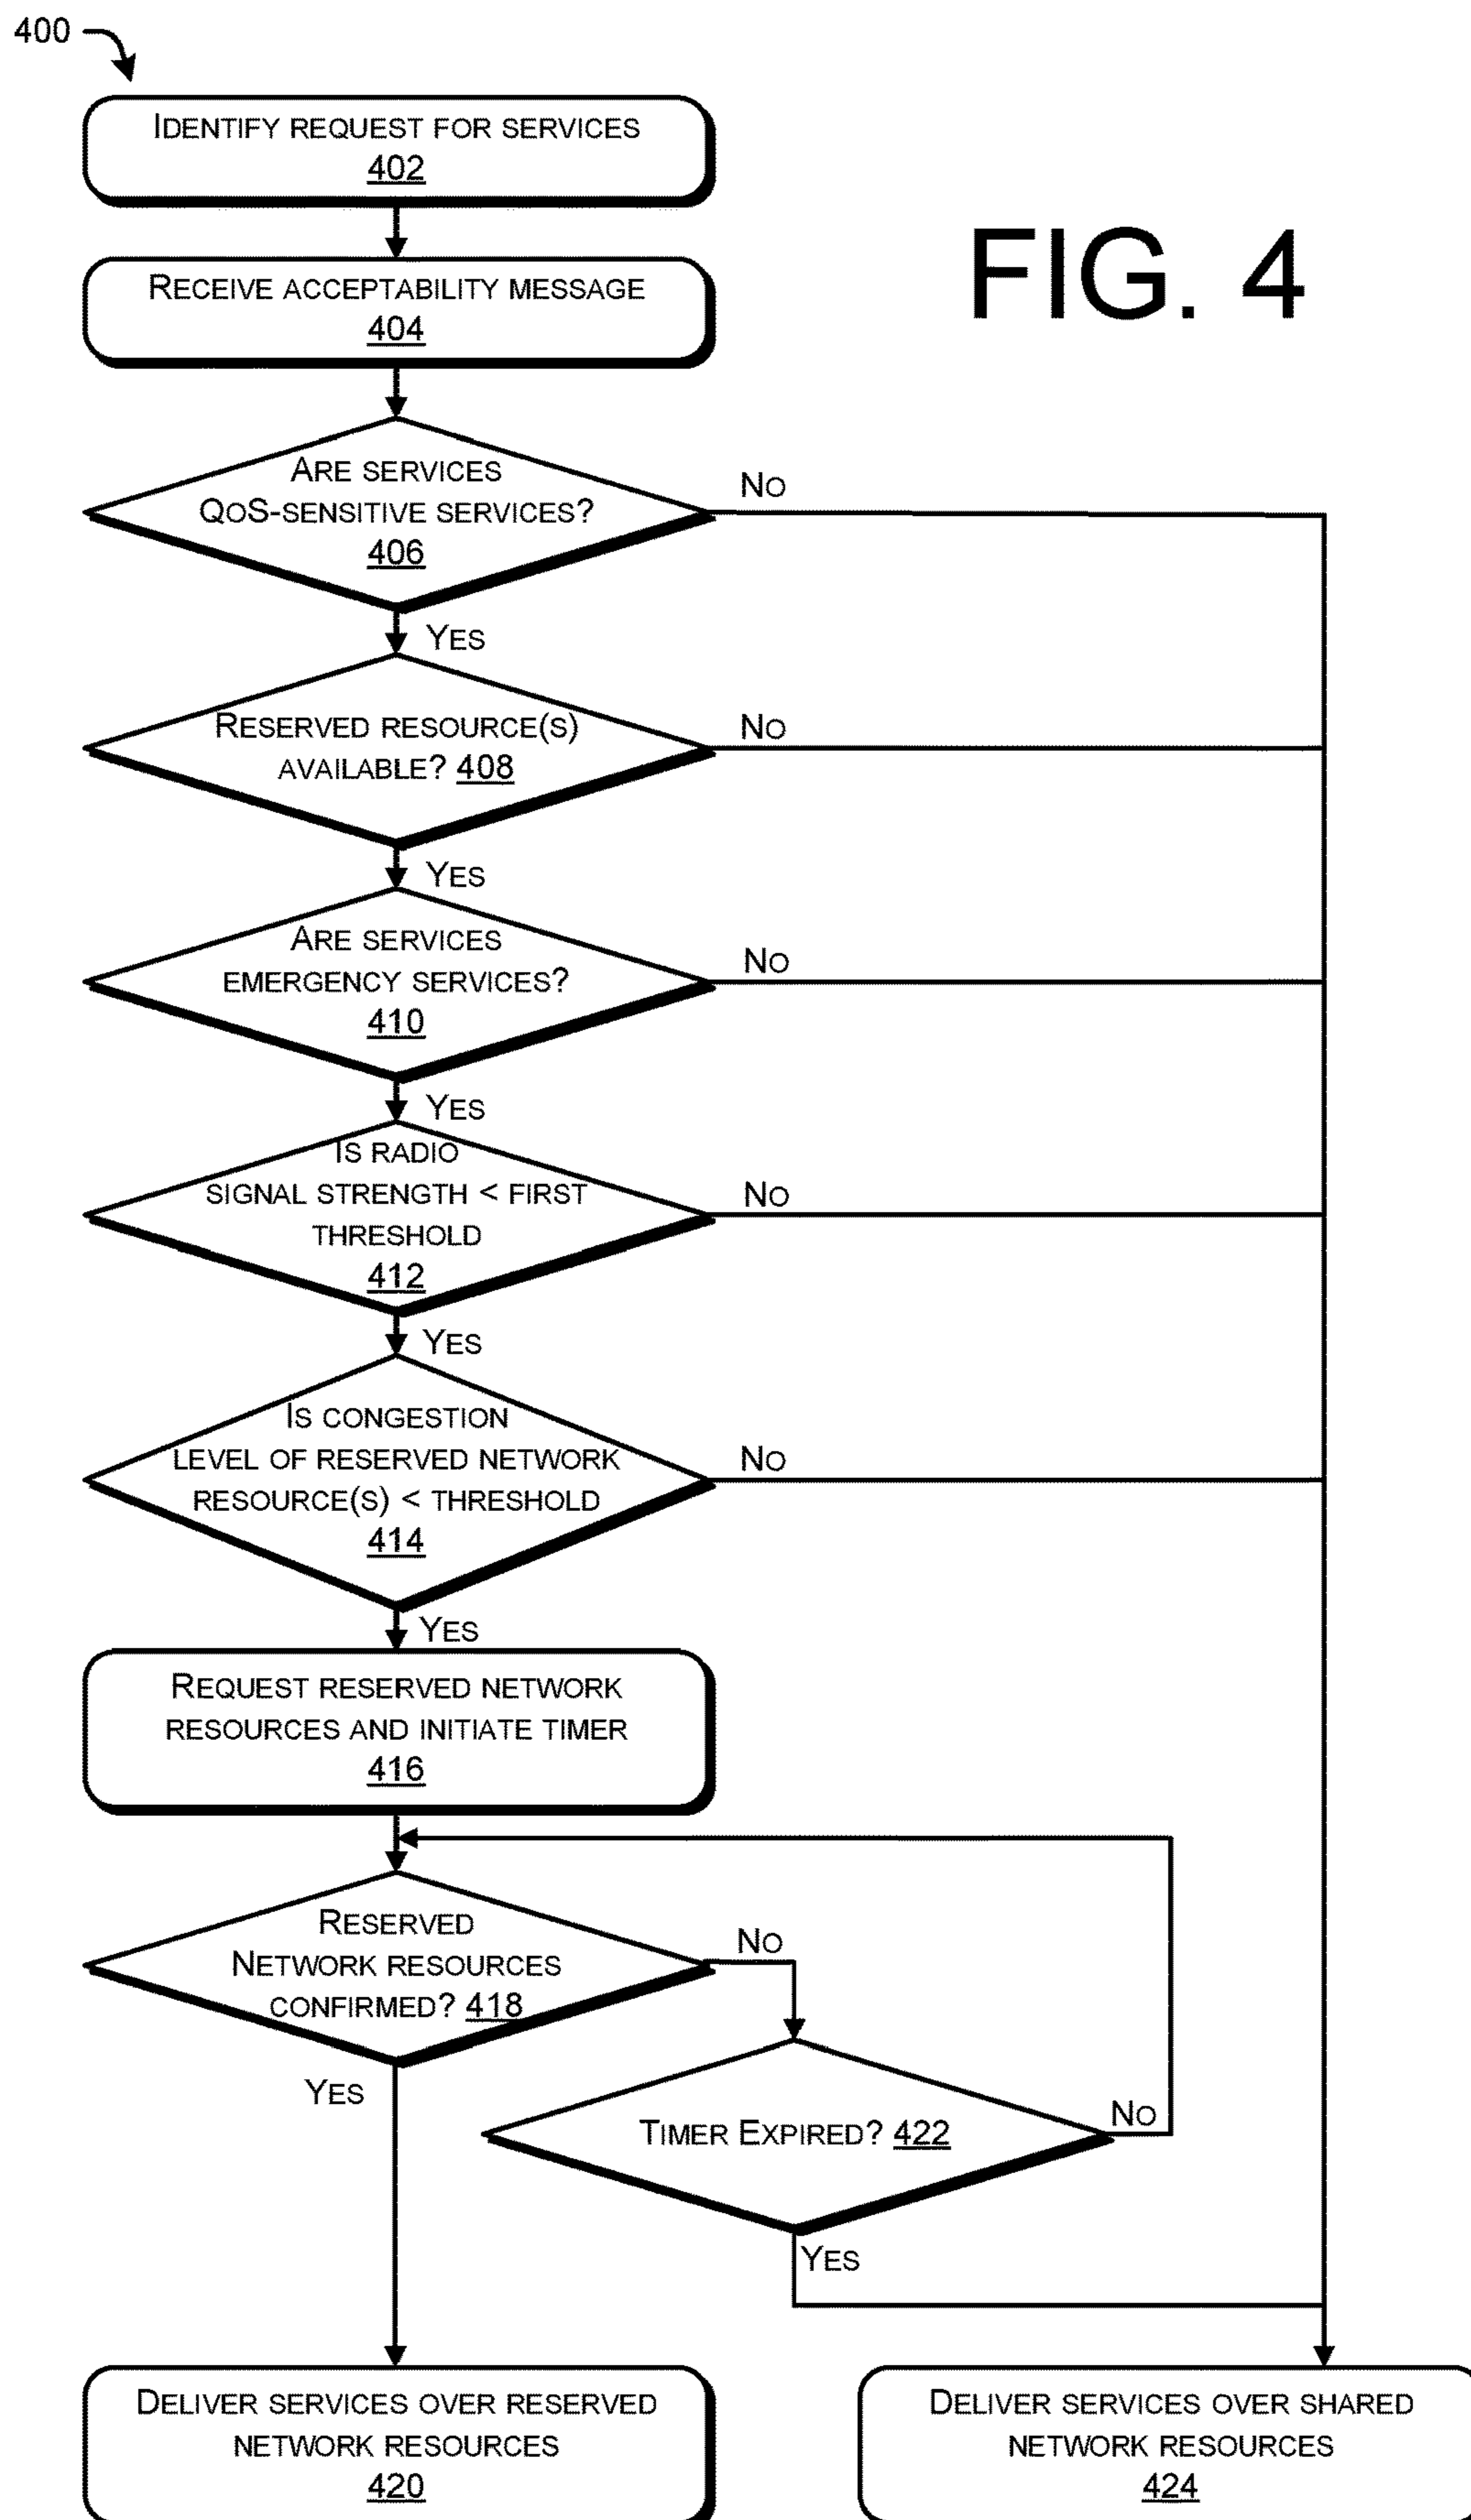 400
IDENTIFY REQUEST FOR SERVICES
402
FIG. 4
RECEIVE ACCEPTABILITY MESSAGE
404
ARE SERVICES
QOS-SENSITIVE SERVICES?
406
NO
YES
RESERVED RESOURCE(S)
AVAILABLE? 408
NO
YES
ARE SERVICES
EMERGENCY SERVICES?
410
NO
YES
IS RADIO
SIGNAL STRENGTH < FIRST
THRESHOLD
412
NO
YES
IS CONGESTION
LEVEL OF RESERVED NETWORK
RESOURCE(S) < THRESHOLD
414
NO
YES
REQUEST RESERVED NETWORK
RESOURCES AND INITIATE TIMER
416
RESERVED
NETWORK RESOURCES
CONFIRMED? 418
NO
YES
TIMER EXPIRED? 422
NO
YES
DELIVER SERVICES OVER RESERVED
NETWORK RESOURCES
420
DELIVER SERVICES OVER SHARED
NETWORK RESOURCES
424